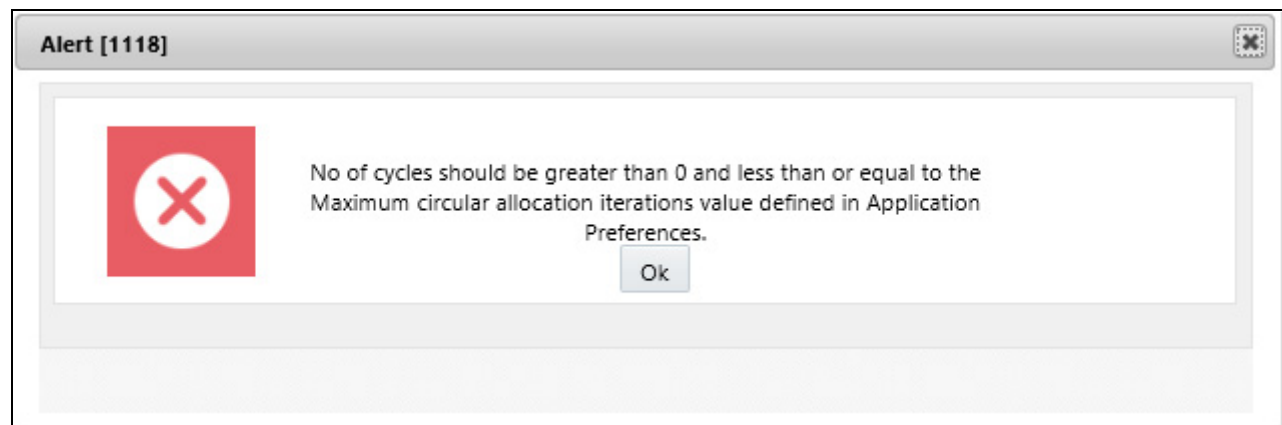 Alert [1118]
No of cycles should be greater than 0 and less than or equal to the
Maximum circular allocation iterations value defined in Application
Preferences.
Ok